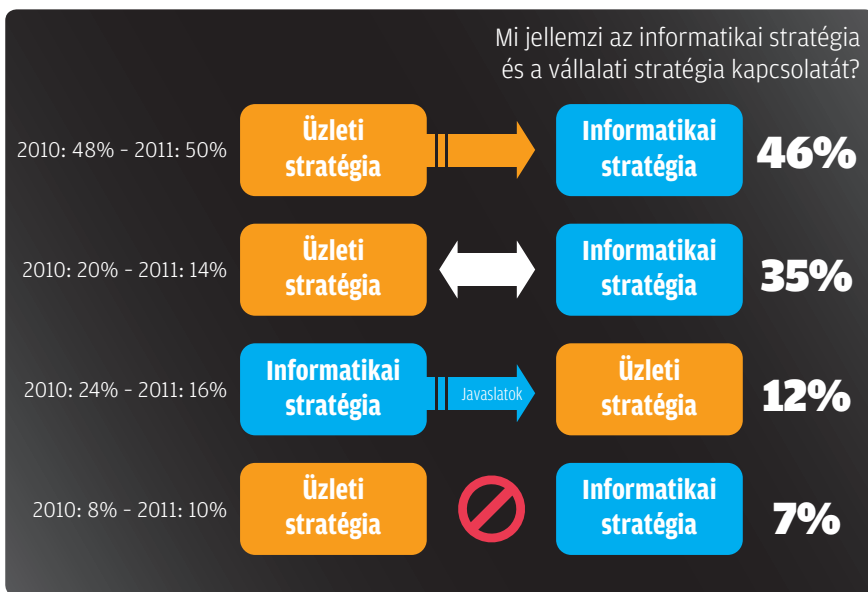 Mi jellemzi az informatikai stratégia
és a vállalati stratégia kapcsolatát?
2010: 48% - 2011: 50%
Üzleti
stratégia
Informatikai
stratégia
46%
2010: 20% - 2011: 14%
Üzleti
stratégia
Informatikai
stratégia
35%
2010: 24% - 2011: 16%
Informatikai
stratégia
Javaslatok
Üzleti
stratégia
12%
2010: 8% - 2011: 10%
Üzleti
stratégia
Informatikai
stratégia
7%